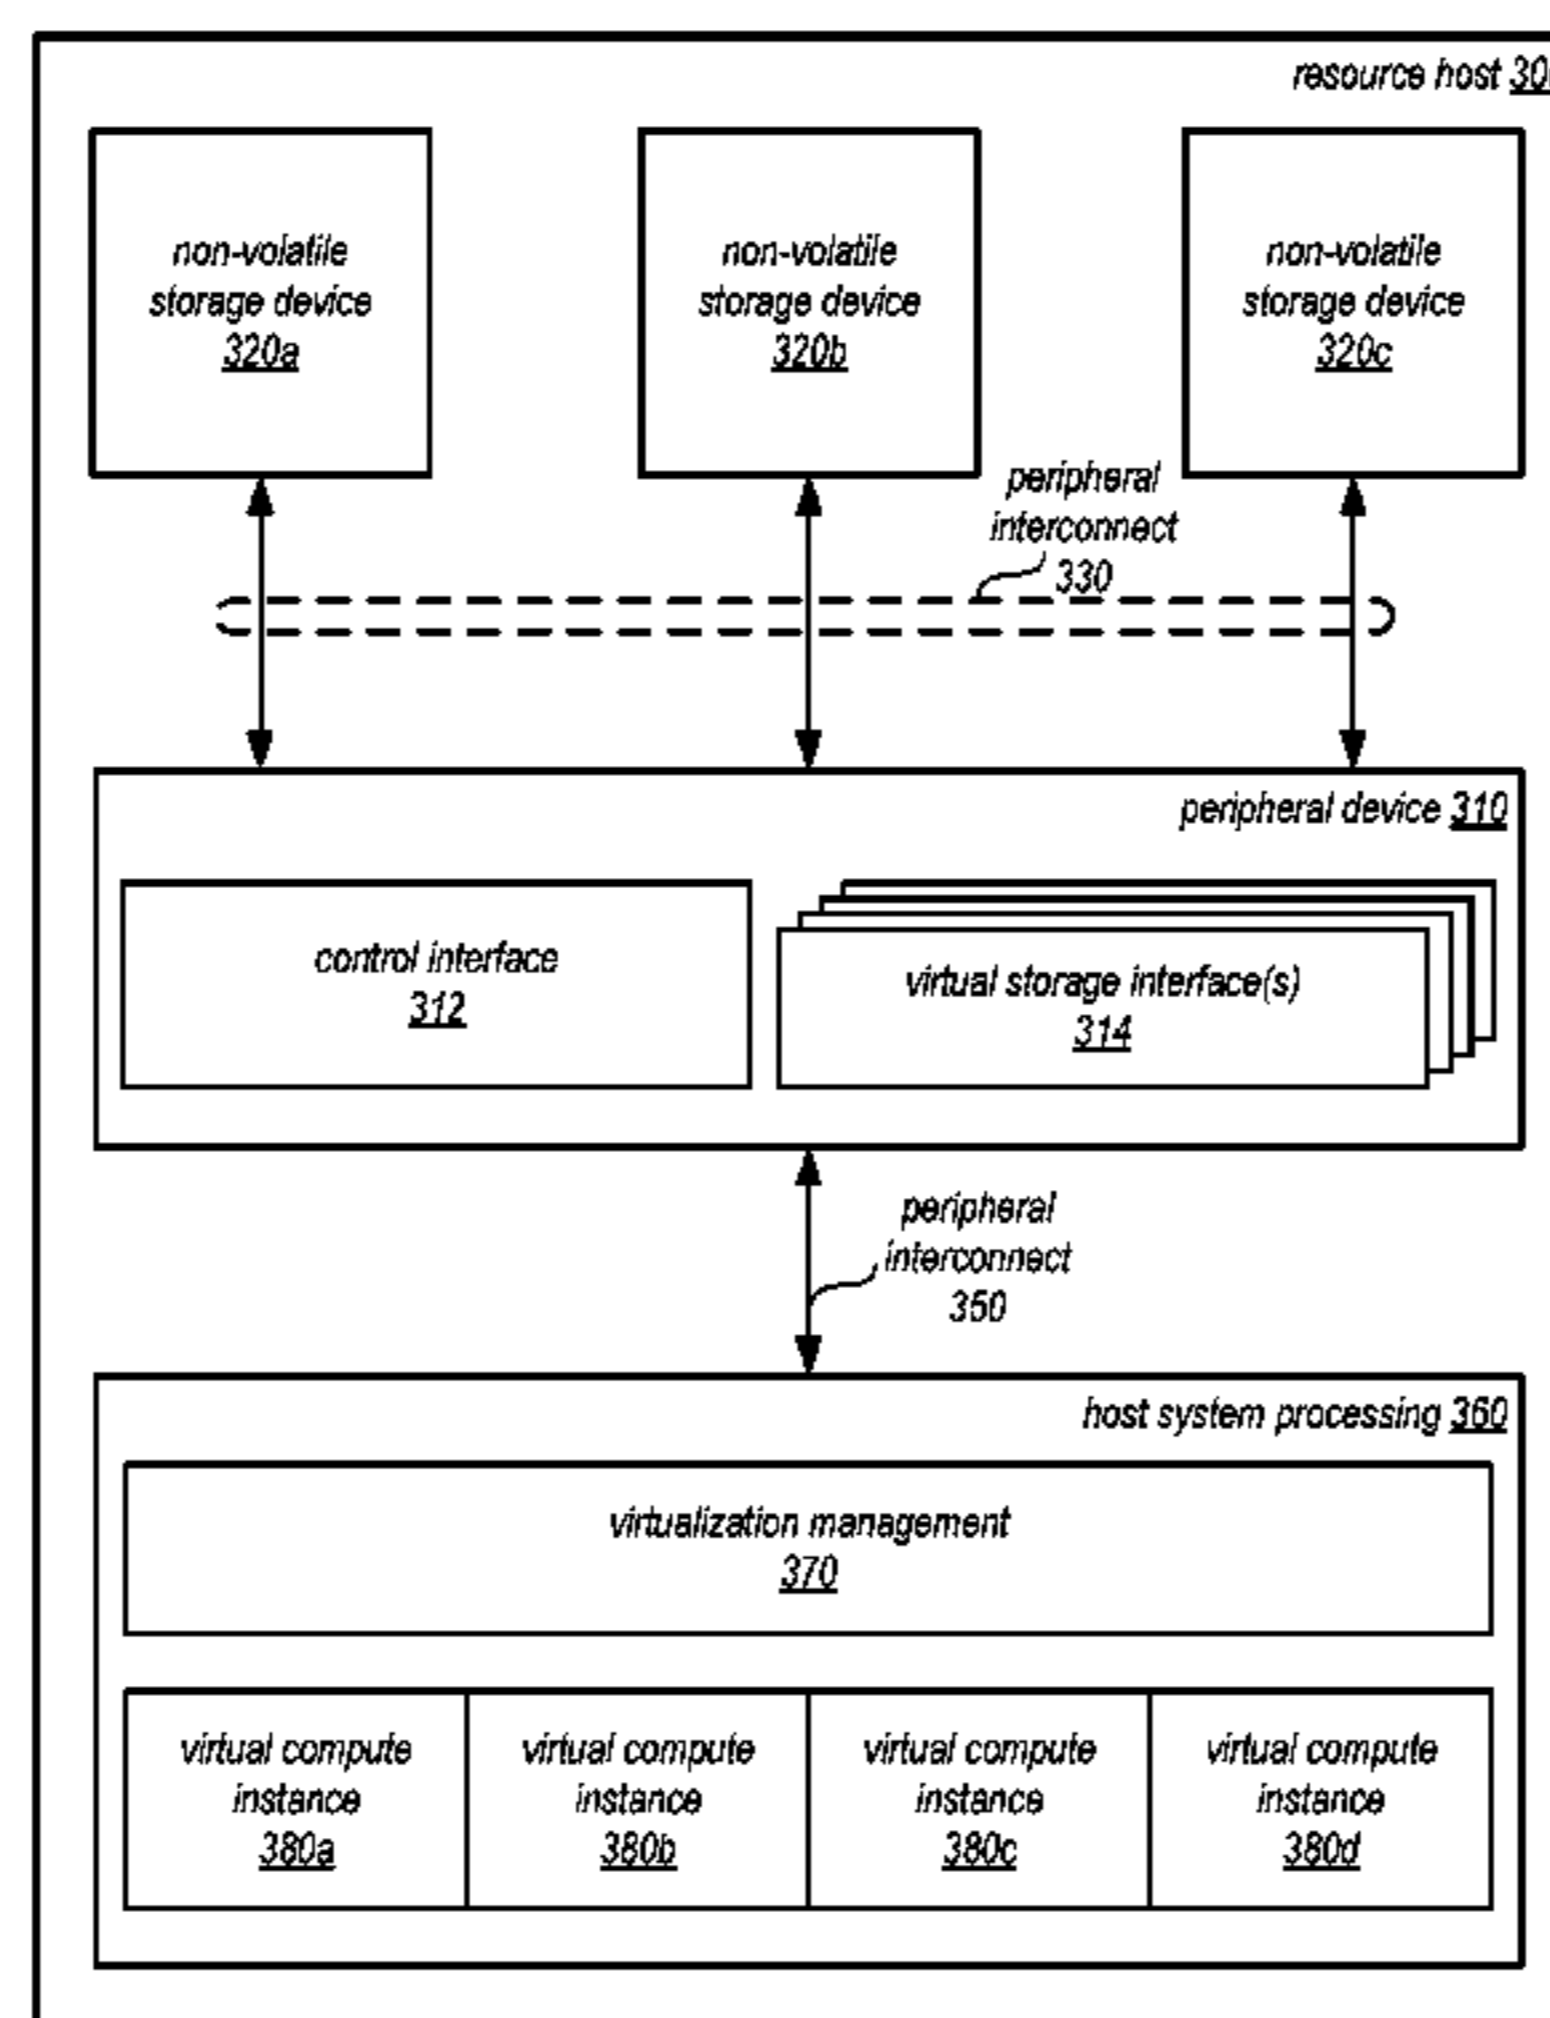 resource host 30
non-volatile
storage device
320a
non-volatile
storage device
320b
non-volatile
storage device
320c
peripheral
interconnect
330
peripheral device 310
control interface
312
virtual storage interface(s)
314
peripheral
interconnect
350
host system processing 360
virtualization management
370
virtual compute
instance
380a
virtual compute
instance
380b
virtual compute
instance
380c
virtual compute
instance
380d